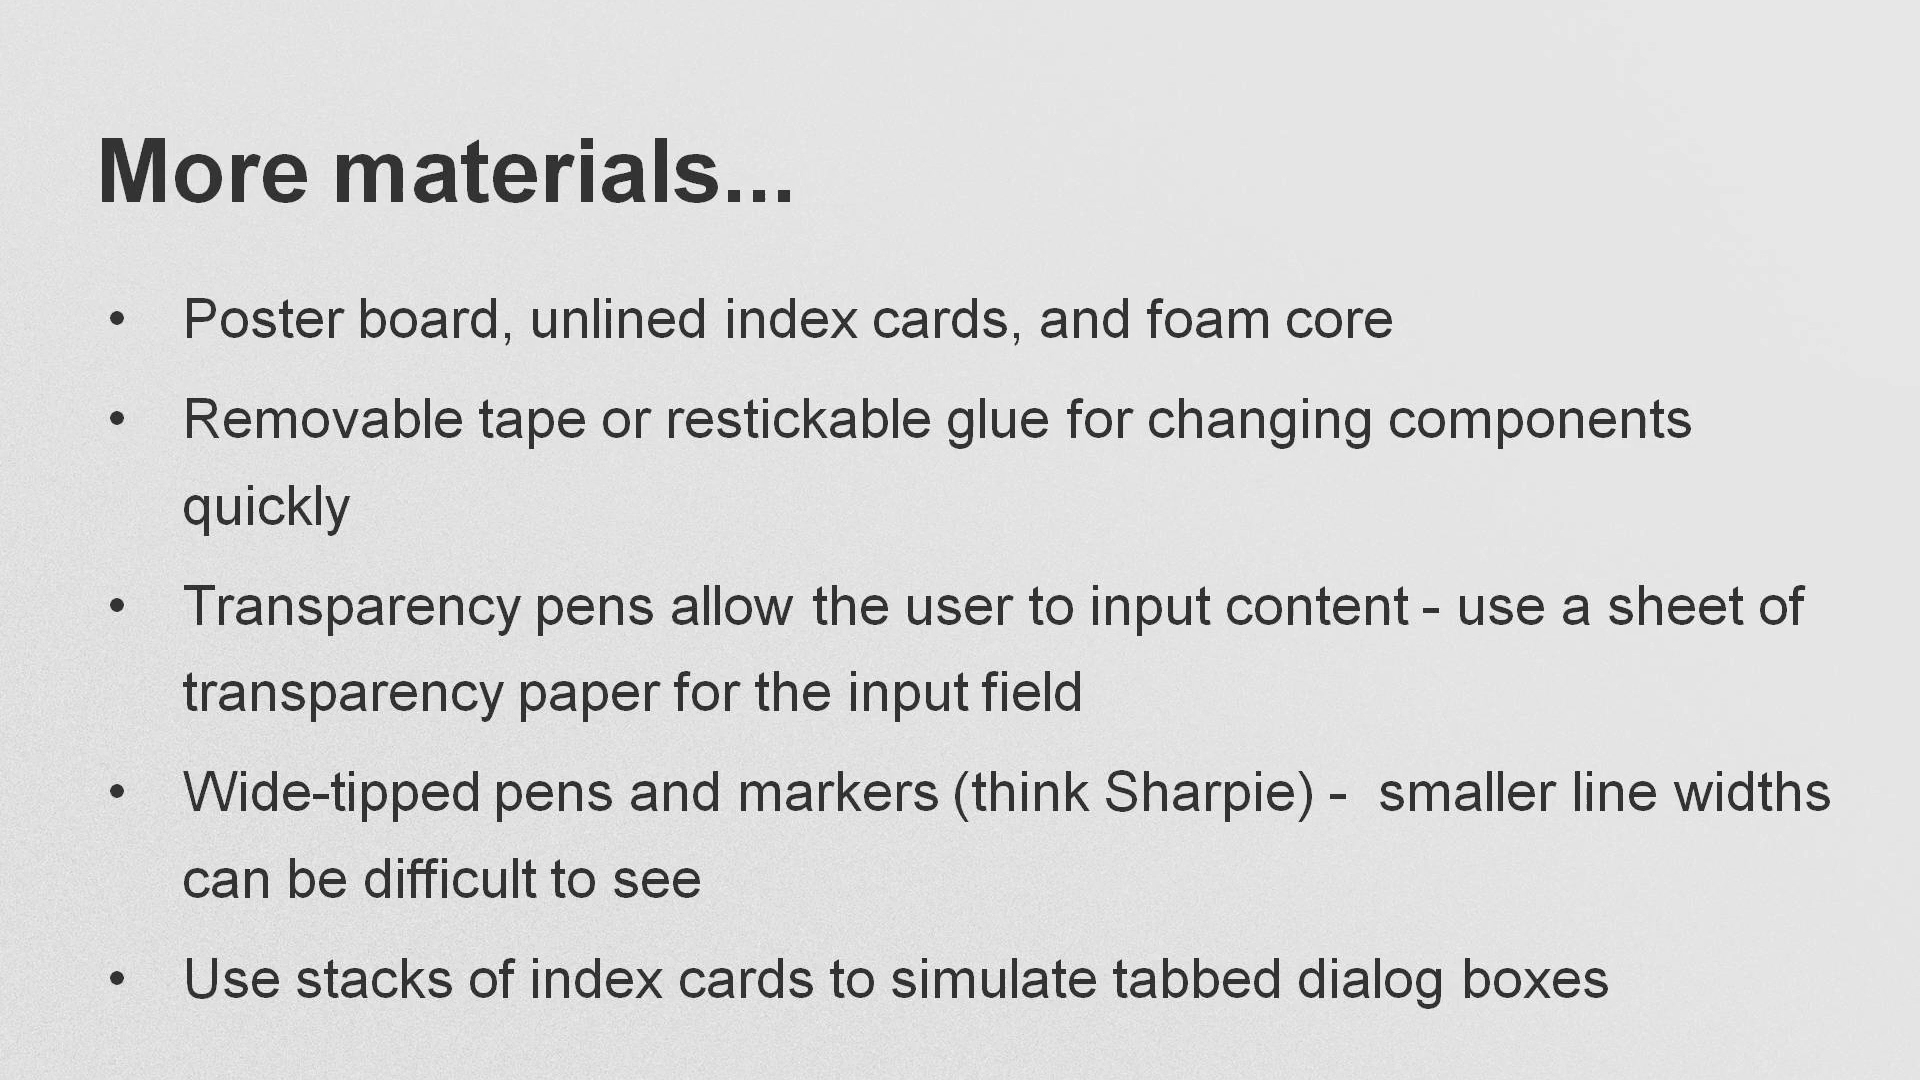 More materials...
• Poster board, unlined index cards, and foam core
• Removable tape or restickable glue for changing components
quickly
• Transparency pens allow the user to input content - use a sheet of
transparency paper for the input field
• Wide-tipped pens and markers (think Sharpie) -  smaller line widths
can be difficult to see
• Use stacks of index cards to simulate tabbed dialog boxes